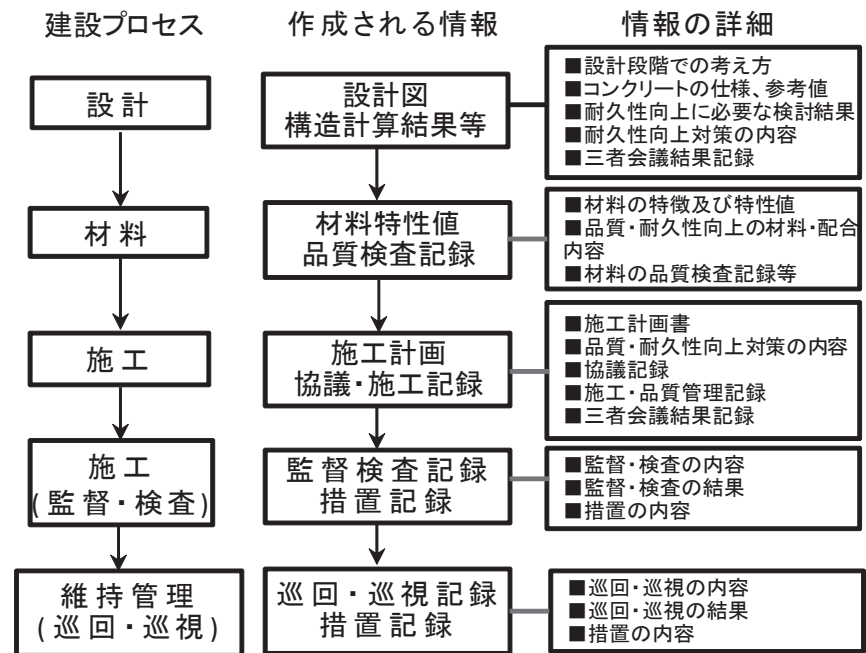 建設プロセス
作成される情報
情報の詳細
設計
設計図
構造計算結果等
■設計段階での考え方
■コンクリートの仕様、参考値
■耐久性向上に必要な検討結果
■耐久性向上対策の内容
■三者会議結果記録
材料
材料特性値
品質検査記録
■材料の特徴及び特性値
■品質・耐久性向上の材料・配合
内容
■材料の品質検査記録等
施工
施工計画
協議・施工記録
■施工計画書
■品質・耐久性向上対策の内容
■協議記録
■施工・品質管理記録
■三者会議結果記録
施工
(監督・検査)
監督検査記録
措置記録
■監督・検査の内容
■監督・検査の結果
■措置の内容
維持管理
(巡回・巡視)
巡回・巡視記録
措置記録
■巡回・巡視の内容
■巡回・巡視の結果
■措置の内容